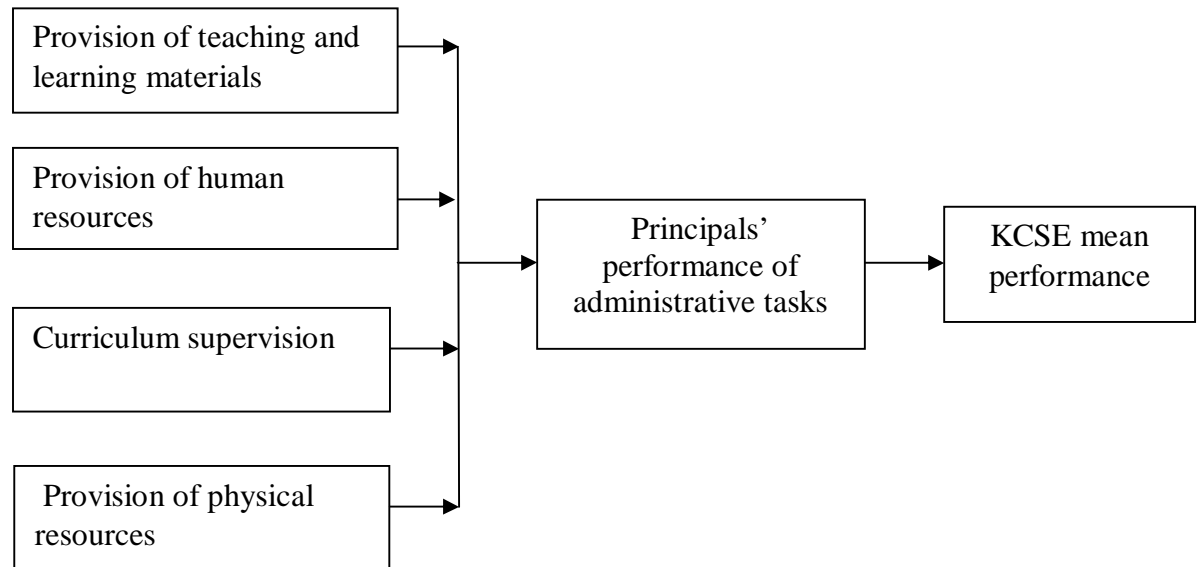 Provision of teaching and
learning materials
Provision of human
resources
Curriculum supervision
Provision of physical
resources
Principals’
performance of
administrative tasks
KCSE mean
performance